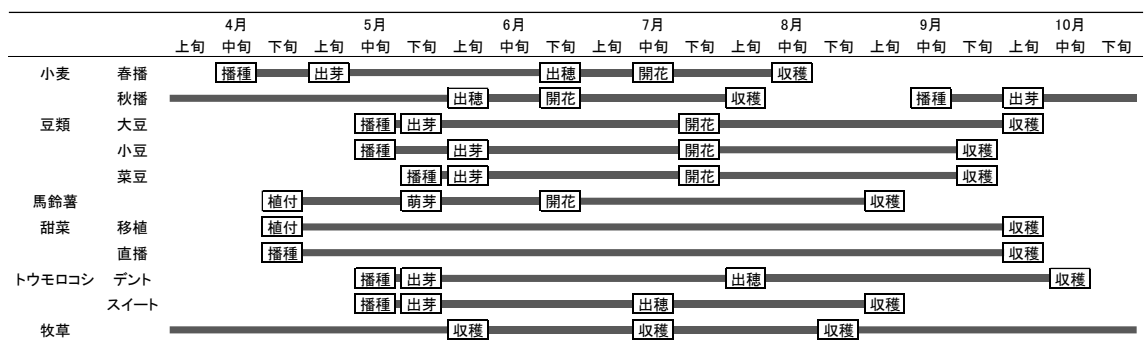 4月 5月 6月 7月 8月 9月 10月
上旬 中旬 下旬 上旬 中旬 下旬 上旬 中旬 下旬 上旬 中旬 下旬 上旬 中旬 下旬 上旬 中旬 下旬 上旬 中旬 下旬
小麦 春播 播種 出芽 出穂 開花 収穫
秋播 出穂 開花 収穫 播種 出芽
豆類 大豆 播種 出芽 開花 収穫
小豆 播種 出芽 開花 収穫
菜豆 播種 出芽 開花 収穫
馬鈴薯 植付 萌芽 開花 収穫
甜菜 移植 植付 収穫
直播 播種 収穫
トウモロコシ デント 播種 出芽 出穂 収穫
スイート 播種 出芽 出穂 収穫
牧草 収穫 収穫 収穫